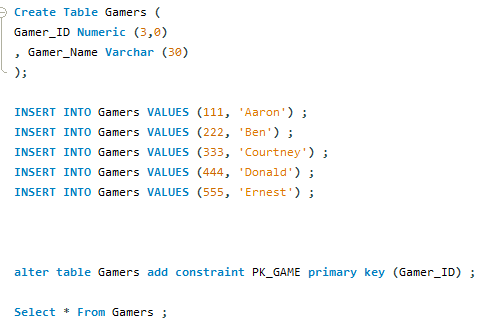 Create Table Gamers (
Gamer_ID Numeric (3,0)
, Gamer_Name Varchar (30)
);
INSERT INTO Gamers VALUES (111, 'Aaron') ;
INSERT INTO Gamers VALUES (222, 'Ben') ;
INSERT INTO Gamers VALUES (333, 'Courtney') ;
INSERT INTO Gamers VALUES (444, 'Donald') ;
INSERT INTO Gamers VALUES (555, 'Ernest') ;
alter table Gamers add constraint PK_GAME primary key (Gamer_ID) ;
Select * From Gamers ;